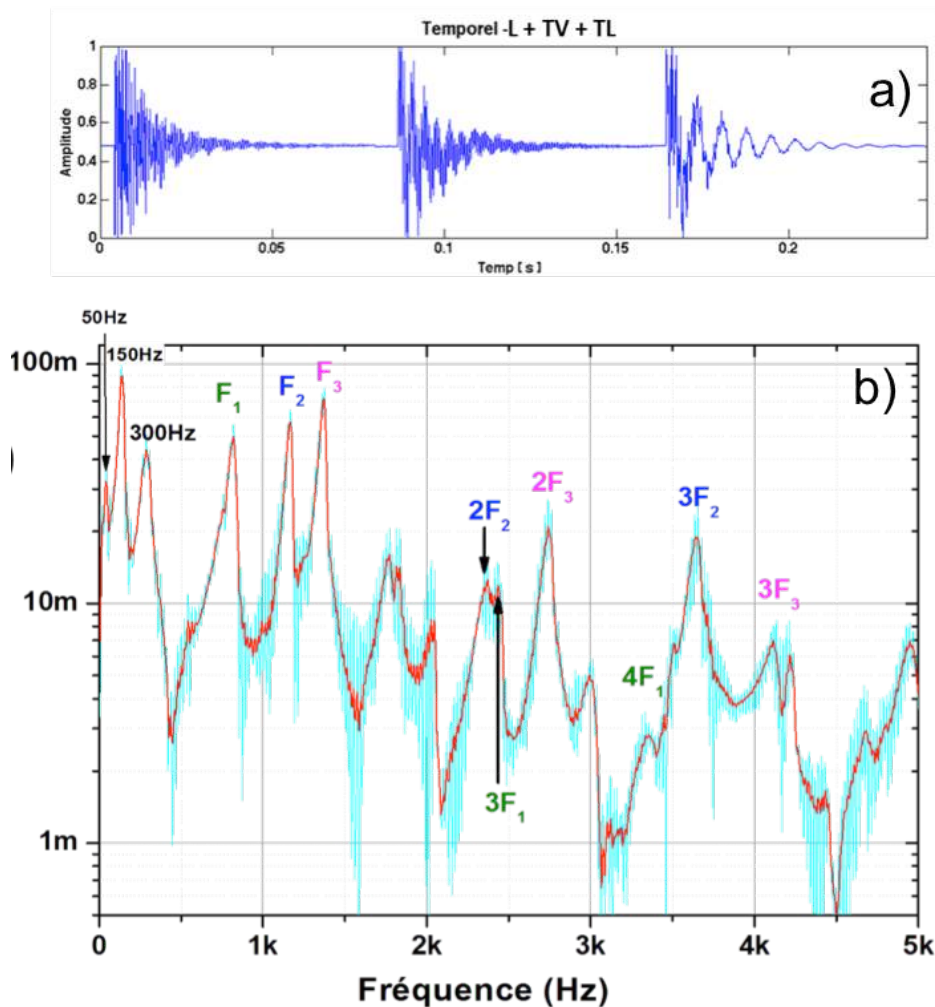 Temporel -L + TV + TL
a)
Amplitude
1
0.8
0.6
0.4
0.2
0
0 0.05 0.1 0.15 0.2
Temp [ s ]
50Hz
150Hz
300Hz
F1
F2
F3
b)
100m
10m
1m
2F2
2F3
3F2
3F3
4F1
3F1
0 1k 2k 3k 4k 5k
Fréquence (Hz)